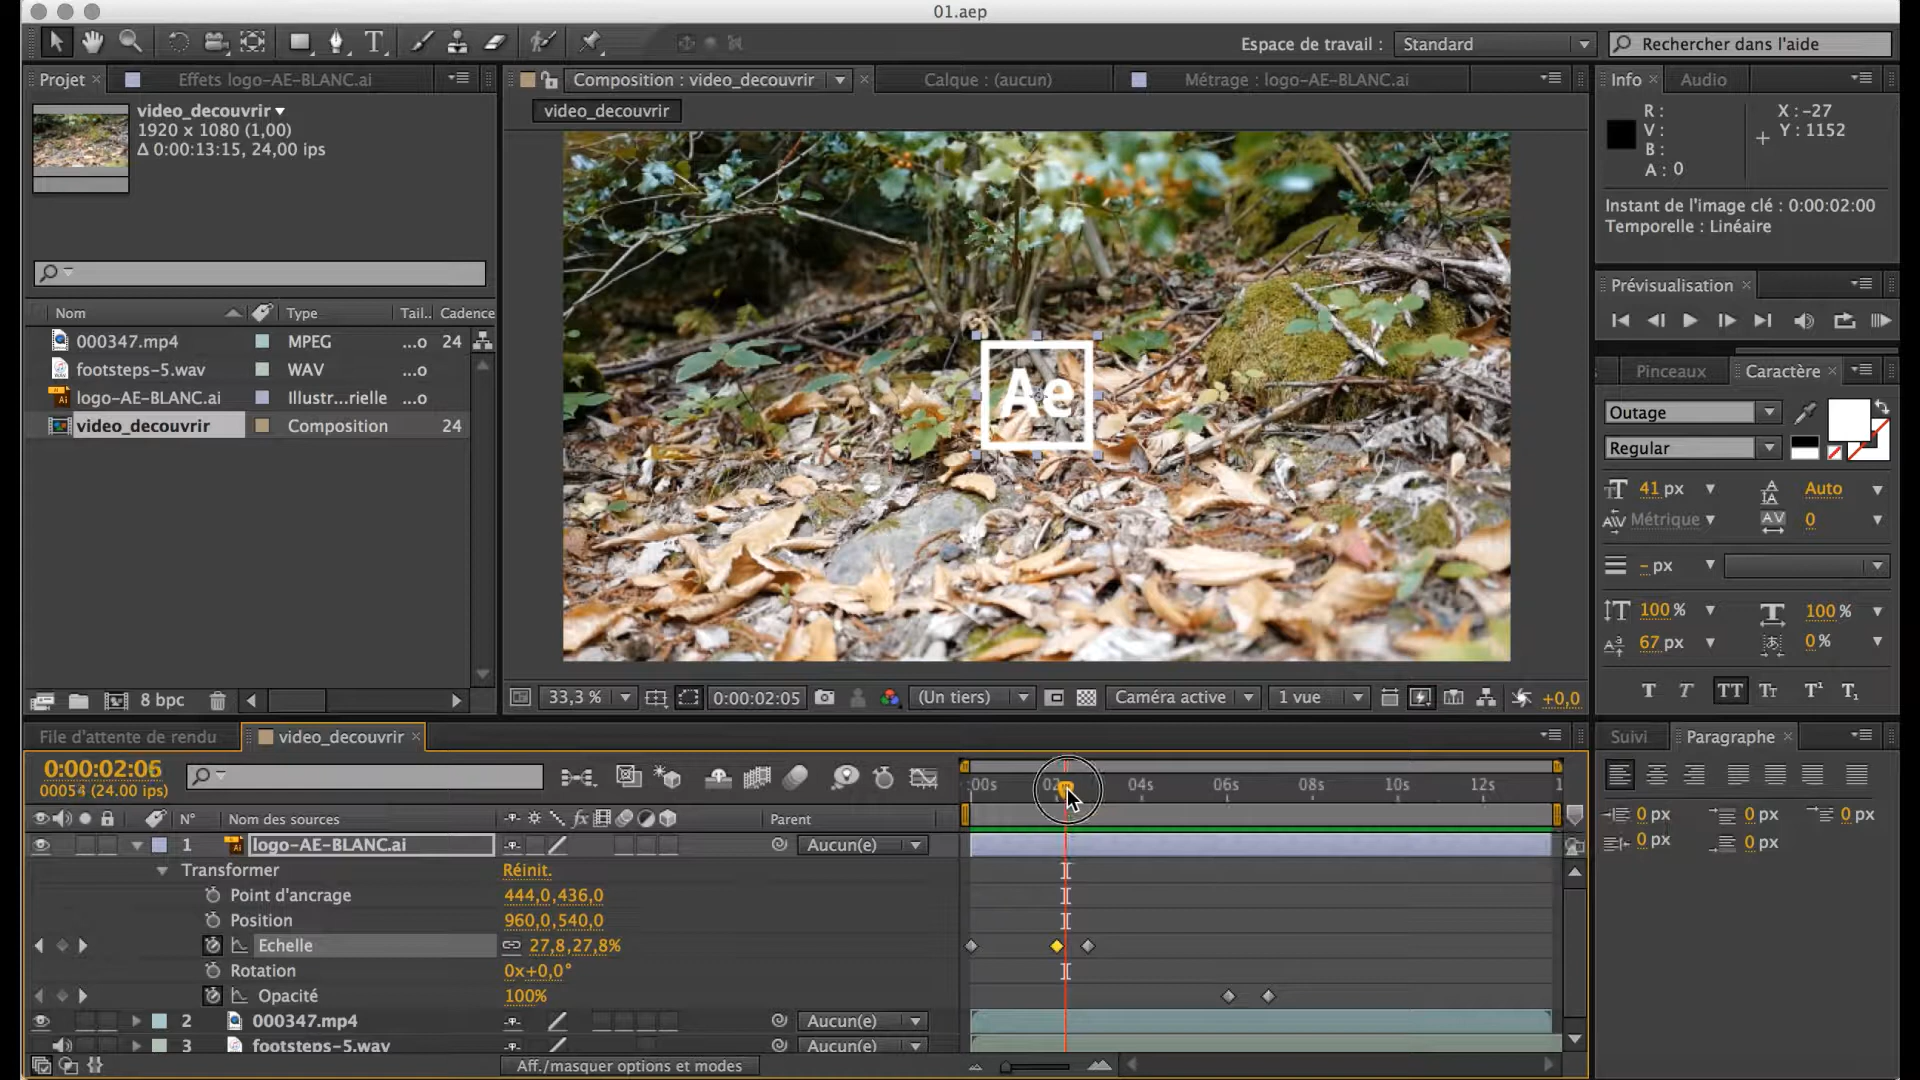 01.aep
Espace de travail : Standard
Rechercher dans l'aide
Projet
Effets logo-AE-BLANC.ai
Composition : video_decouvrir
Calque : (aucun)
Métrage : logo-AE-BLANC.ai
Info
Audio
video_decouvrir
1920 x 1080 (1,00)
Δ 0:00:13:15, 24,00 ips
video_decouvrir
R :
V :
B :
A : 0
X : -27
Y : 1152
Instant de l'image clé : 0:00:02:00
Temporelle : Linéaire
Prévisualisation
Nom Type Tail.. Cadence
000347.mp4 MPEG ...o 24
footsteps-5.wav WAV ...o
logo-AE-BLANC.ai Illustr...rielle ...o
video_decouvrir Composition 24
Ae
Pinceaux
Caractère
Outage
Regular
41 px Auto
Métrique 0
- px
100 % 100 %
67 px 0 %
T T TT Tt T¹ T₁
8 bpc
33,3 % 0:00:02:05 (Un tiers) Caméra active 1 vue +0,0
File d'attente de rendu
video_decouvrir
Suivi
Paragraphe
0:00:02:06
00054 (24.00 ips)
:00s 02 04s 06s 08s 10s 12s 1
0 px 0 px 0 px
0 px 0 px
N° Nom des sources fx Parent
1 logo-AE-BLANC.ai Aucun(e)
Transformer Réinit.
Point d'ancrage 444,0,436,0
Position 960,0,540,0
Echelle 27,8,27,8%
Rotation 0x+0,0°
Opacité 100%
2 000347.mp4 Aucun(e)
3 footsteps-5.wav Aucun(e)
Aff./masquer options et modes